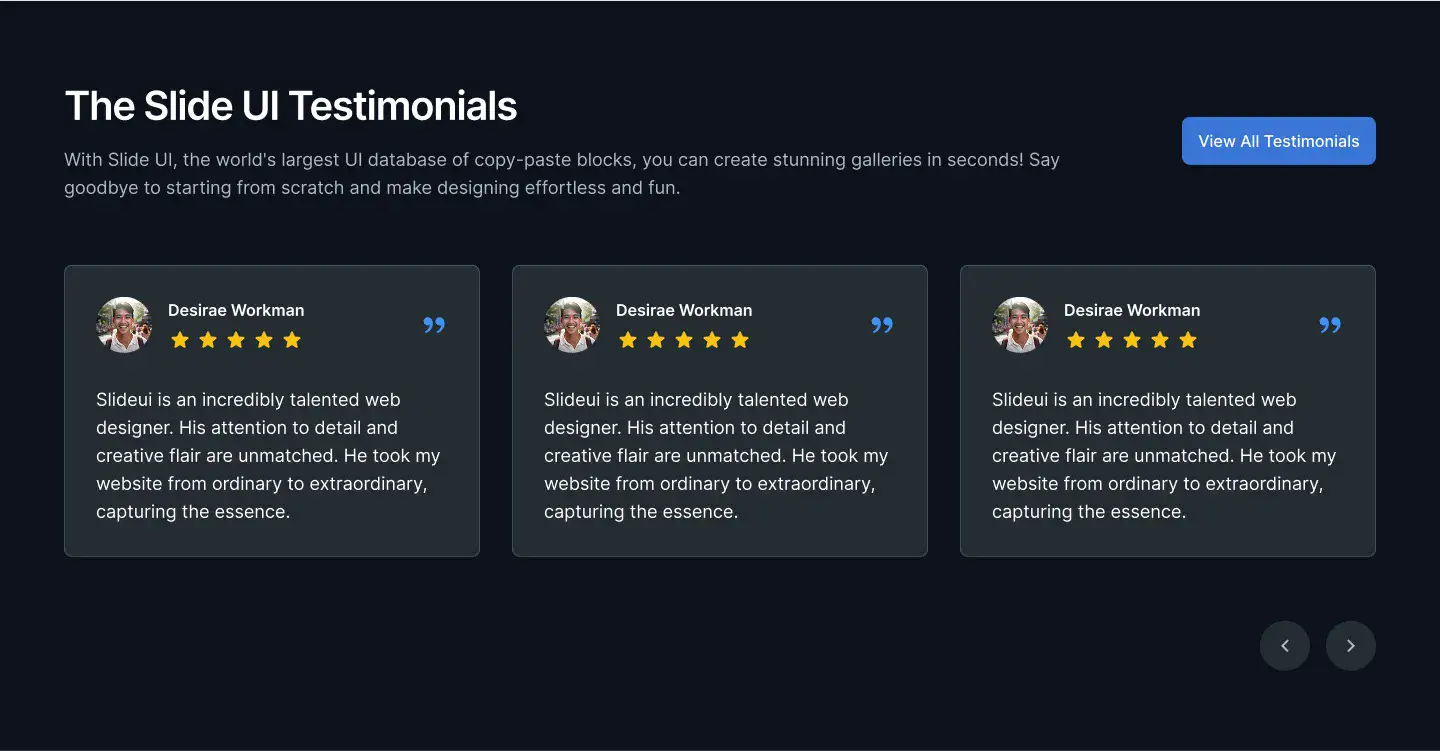 The Slide UI Testimonials
With Slide UI, the world's largest UI database of copy-paste blocks, you can create stunning galleries in seconds! Say
goodbye to starting from scratch and make designing effortless and fun.
View All Testimonials
Desirae Workman
Slideui is an incredibly talented web
designer. His attention to detail and
creative flair are unmatched. He took my
website from ordinary to extraordinary,
capturing the essence.
Desirae Workman
Slideui is an incredibly talented web
designer. His attention to detail and
creative flair are unmatched. He took my
website from ordinary to extraordinary,
capturing the essence.
Desirae Workman
Slideui is an incredibly talented web
designer. His attention to detail and
creative flair are unmatched. He took my
website from ordinary to extraordinary,
capturing the essence.